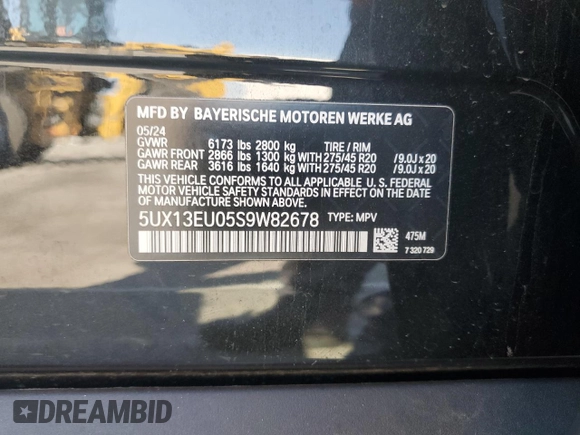 MFD BY BAYERISCHE MOTOREN WERKE AG
05/24
GVWR 6173 lbs 2800 kg TIRE / RIM
GAWR FRONT 2866 lbs 1300 kg WITH 275/45 R20 / 9.0J x 20
GAWR REAR 3616 lbs 1640 kg WITH 275/45 R20 / 9.0J x 20
THIS VEHICLE CONFORMS TO ALL APPLICABLE U.S. FEDERAL
MOTOR VEHICLE SAFETY STANDARDS IN EFFECT ON THE
DATE OF MANUFACTURE SHOWN ABOVE.
5UX13EU05S9W82678 TYPE: MPV
475M
7 320 729
DREAMBID